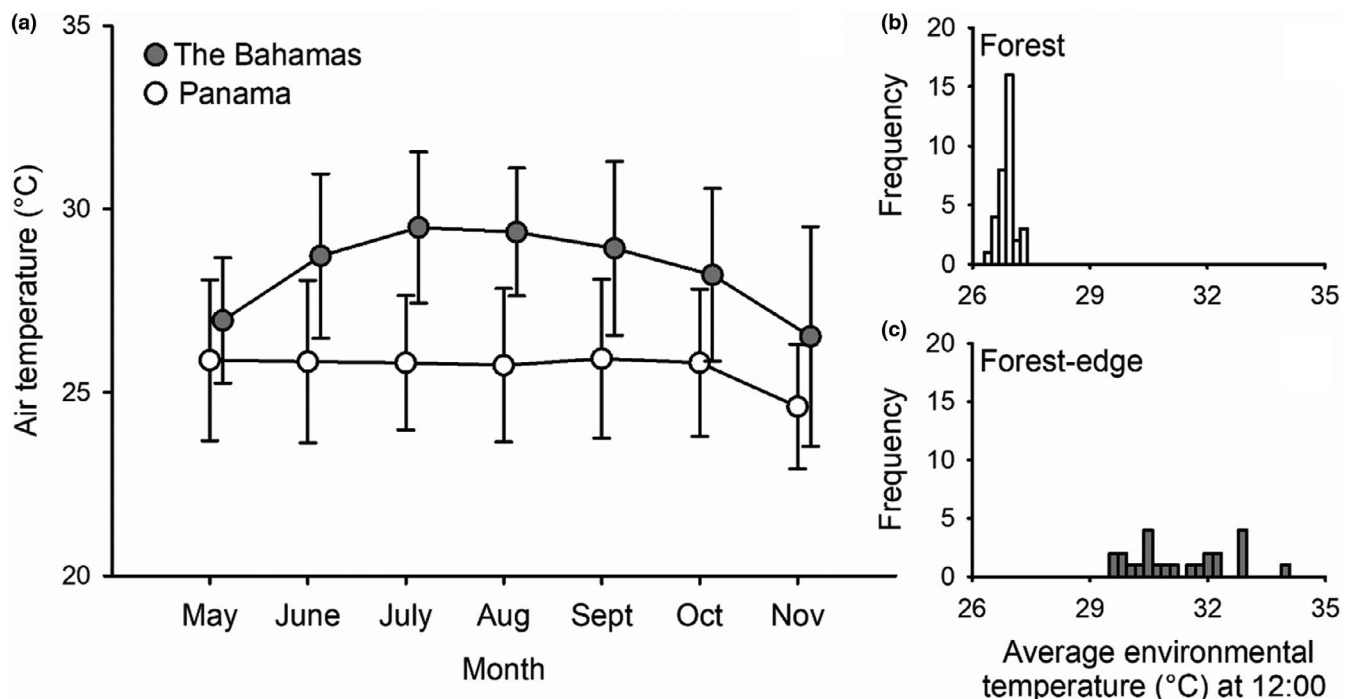 (a)
35
30
25
20
Air temperature (°C)
The Bahamas
Panama
May June July Aug Sept Oct Nov
Month
(b)
20
15
10
5
0
Frequency
Forest
26 29 32 35
(c)
20
15
10
5
0
Frequency
Forest-edge
26 29 32 35
Average environmental
temperature (°C) at 12:00